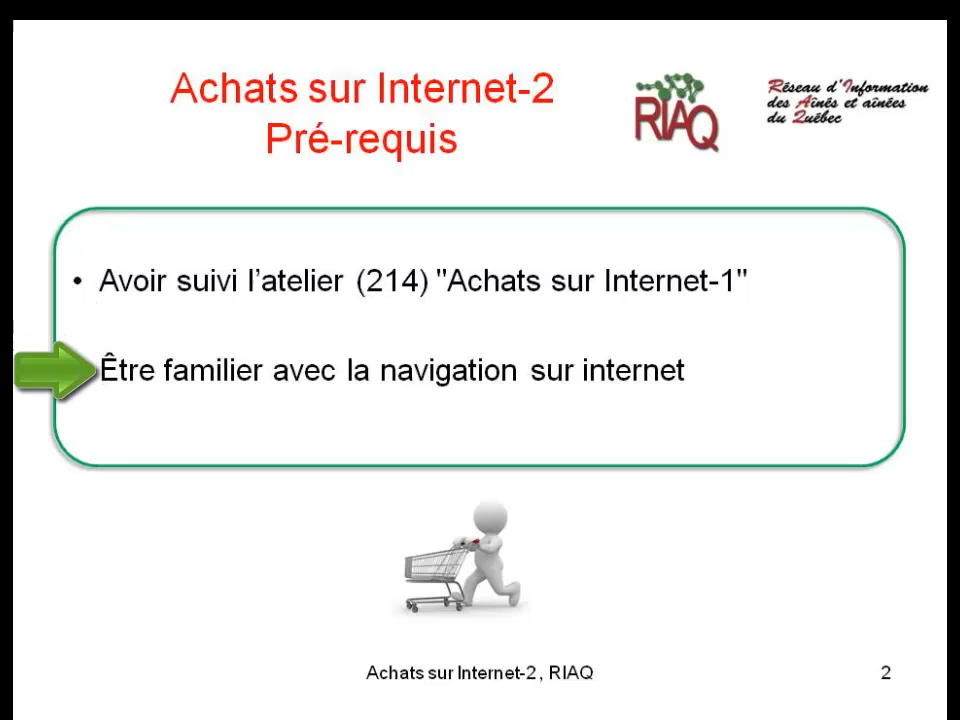 Achats sur Internet-2
Pré-requis
RIAQ
Réseau d'Information
des Aînés et aînées
du Québec
• Avoir suivi l'atelier (214) "Achats sur Internet-1"
Être familier avec la navigation sur internet
Achats sur Internet-2, RIAQ
2